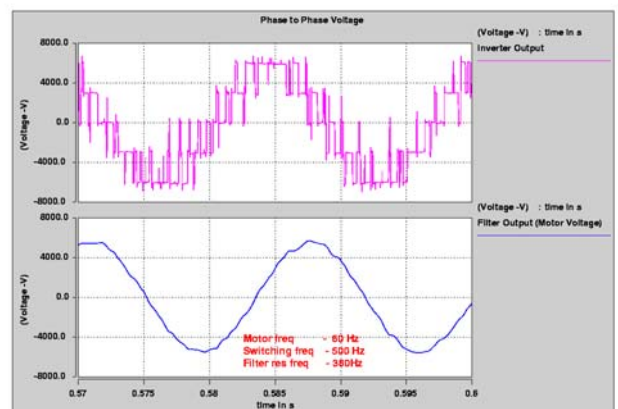 Phase to Phase Voltage
(Voltage -V) : time in s
Inverter Output
8000.0
4000.0
0.0
-4000.0
-8000.0
(Voltage -V)
(Voltage -V) : time in s
Filter Output (Motor Voltage)
8000.0
4000.0
0.0
-4000.0
-8000.0
(Voltage -V)
Motor freq - 60 Hz
Switching freq - 500 Hz
Filter res freq - 380Hz
0.57 0.575 0.58 0.585 0.59 0.595 0.6
time in s